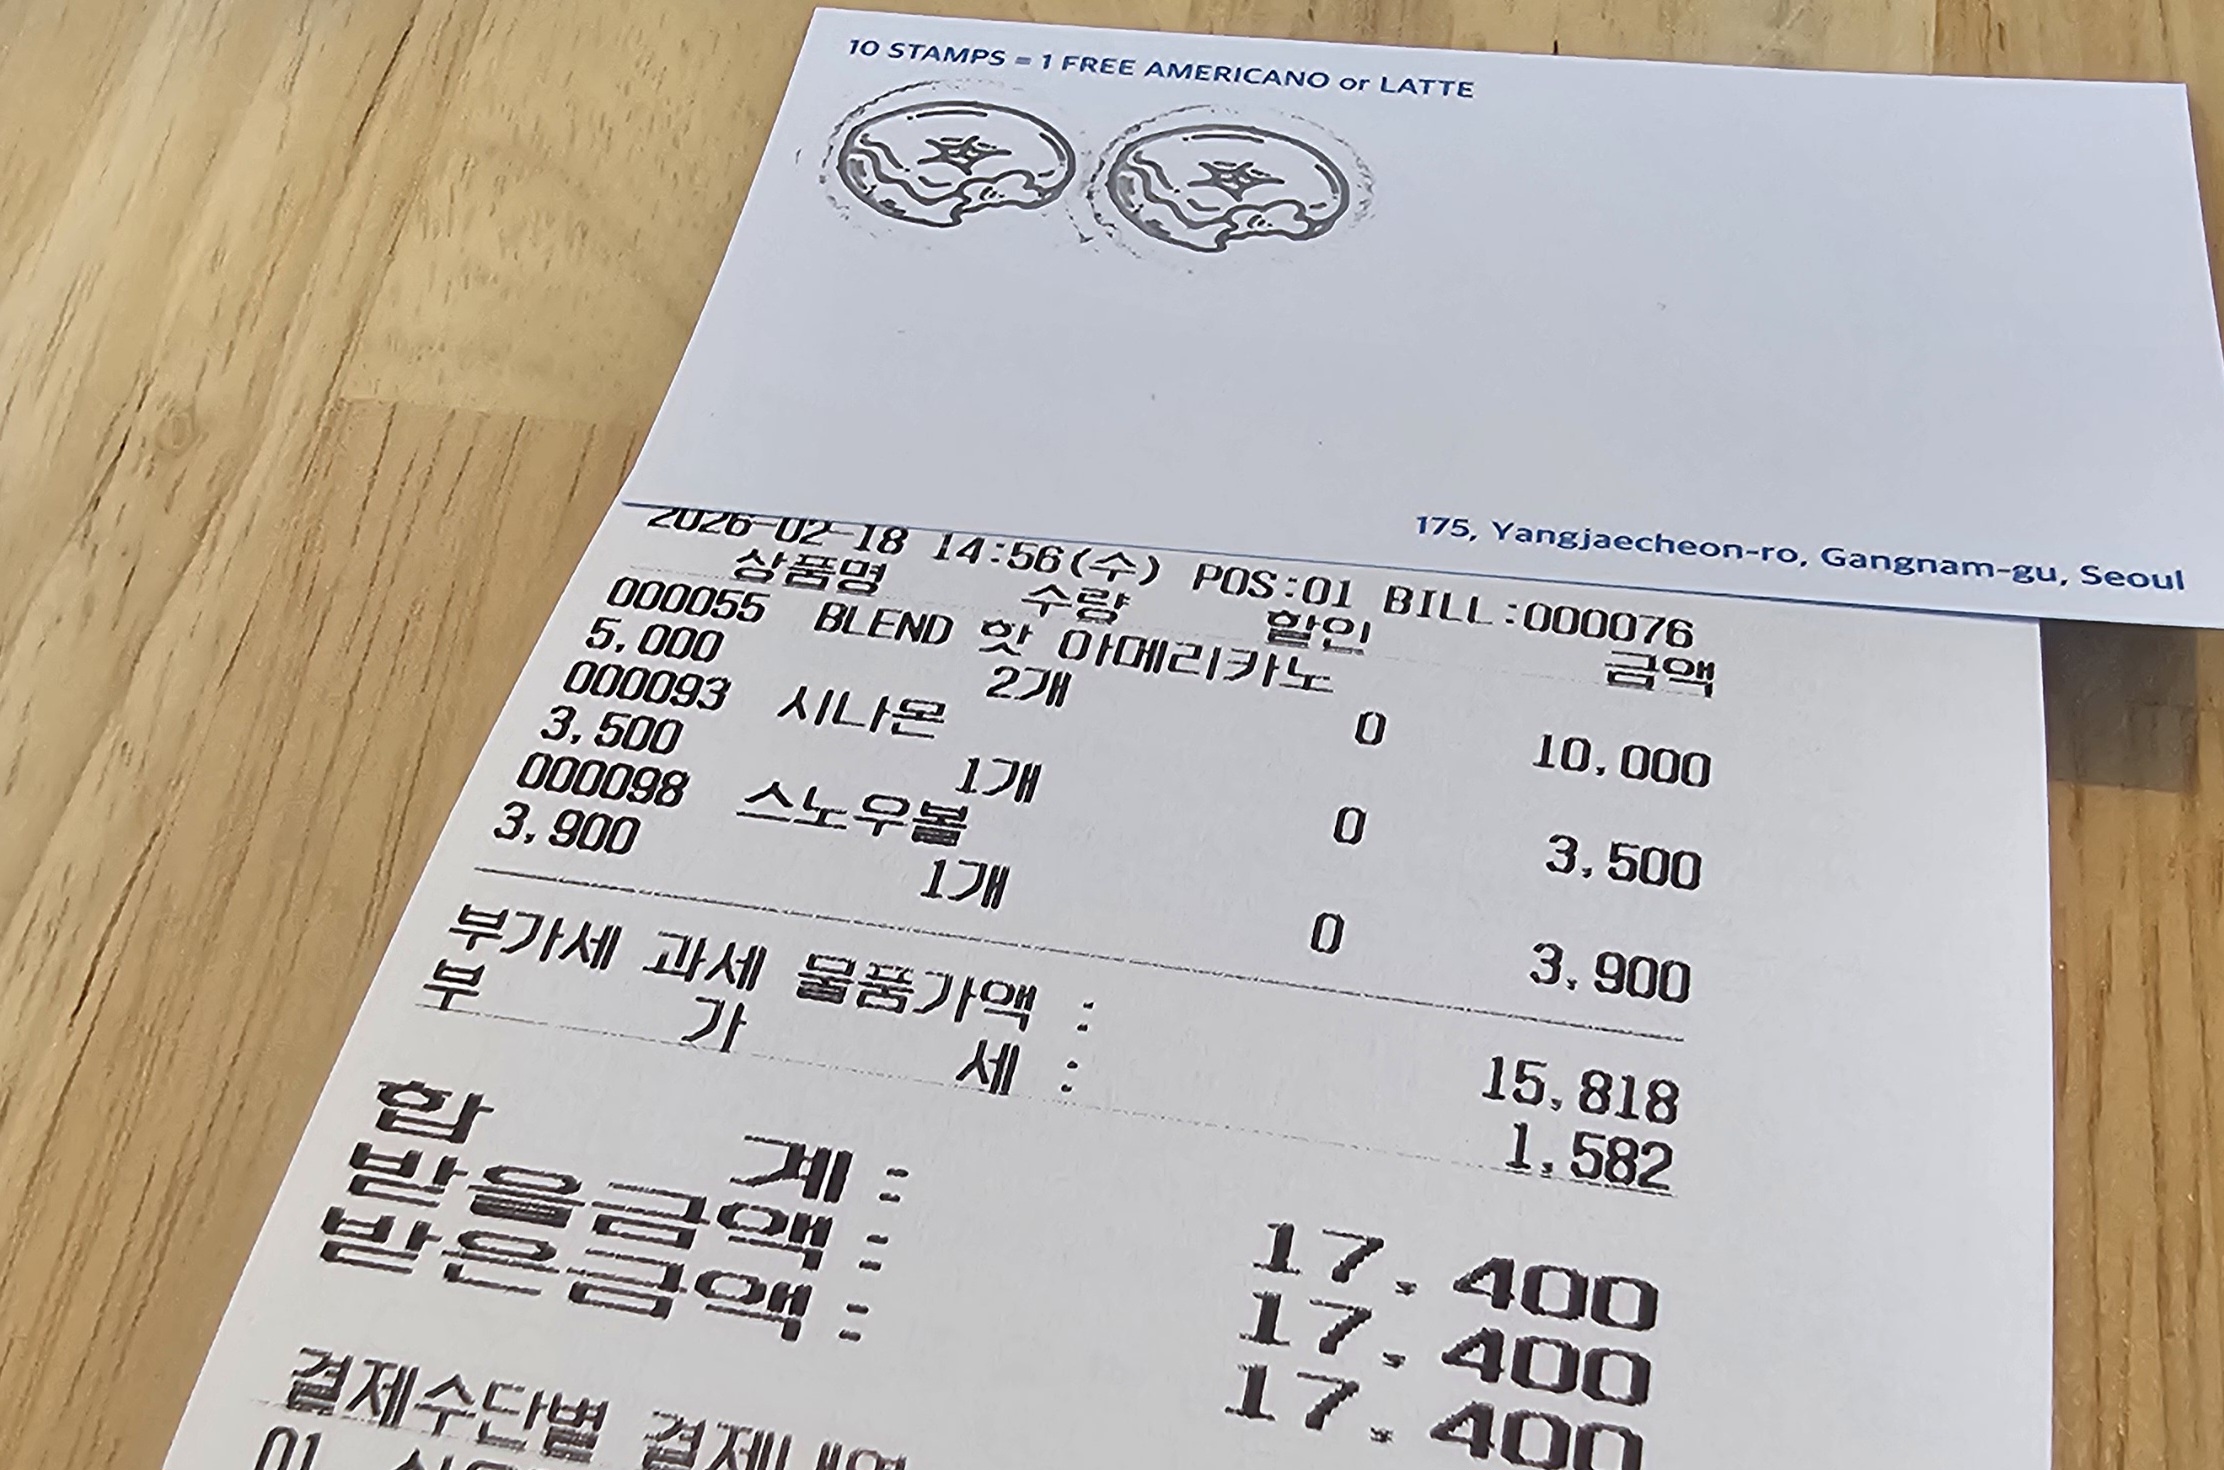 10 STAMPS = 1 FREE AMERICANO or LATTE
175, Yangjaecheon-ro, Gangnam-gu, Seoul
2026-02-18 14:56(수) POS:01 BILL:000076
상품명 수량 할인 금액
000055 BLEND 핫 아메리카노
5,000 2개 0 10,000
000093 시나몬
3,500 1개 0 3,500
000098 스노우볼
3,900 1개 0 3,900
부가세 과세 물품가액 : 15,818
부 가 세 : 1,582
합 계 : 17,400
받을금액 : 17,400
받은금액 : 17,400
결제수단별 결제내역
01